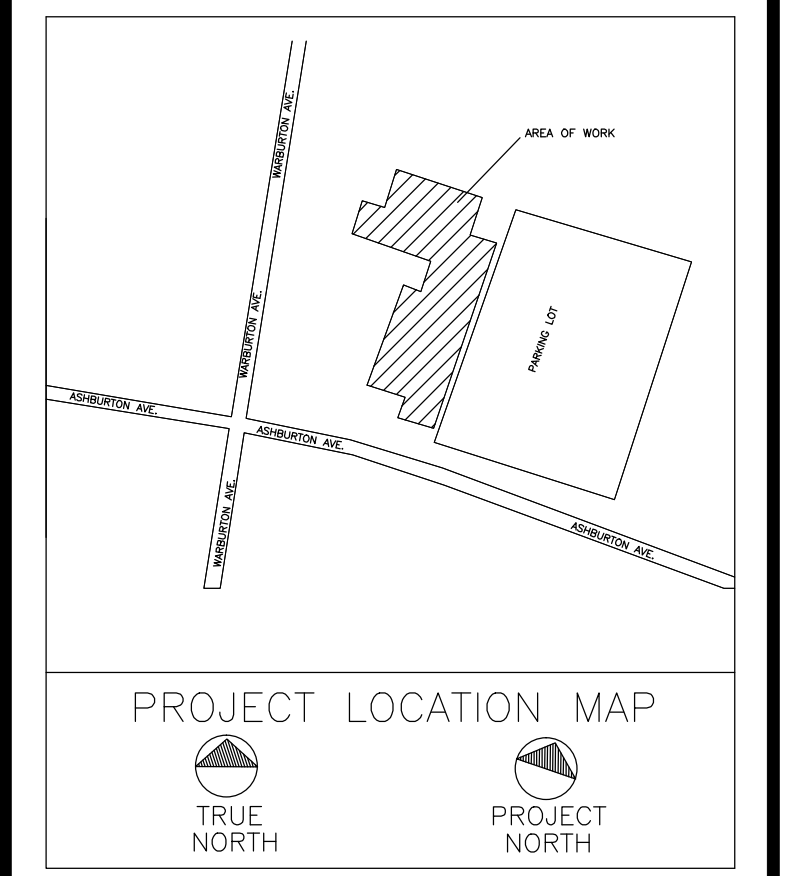 WARBURTON AVE.
AREA OF WORK
WARBURTON AVE.
PARKING LOT
ASHBURTON AVE.
ASHBURTON AVE.
WARBURTON AVE.
ASHBURTON AVE.
PROJECT LOCATION MAP
TRUE
NORTH
PROJECT
NORTH